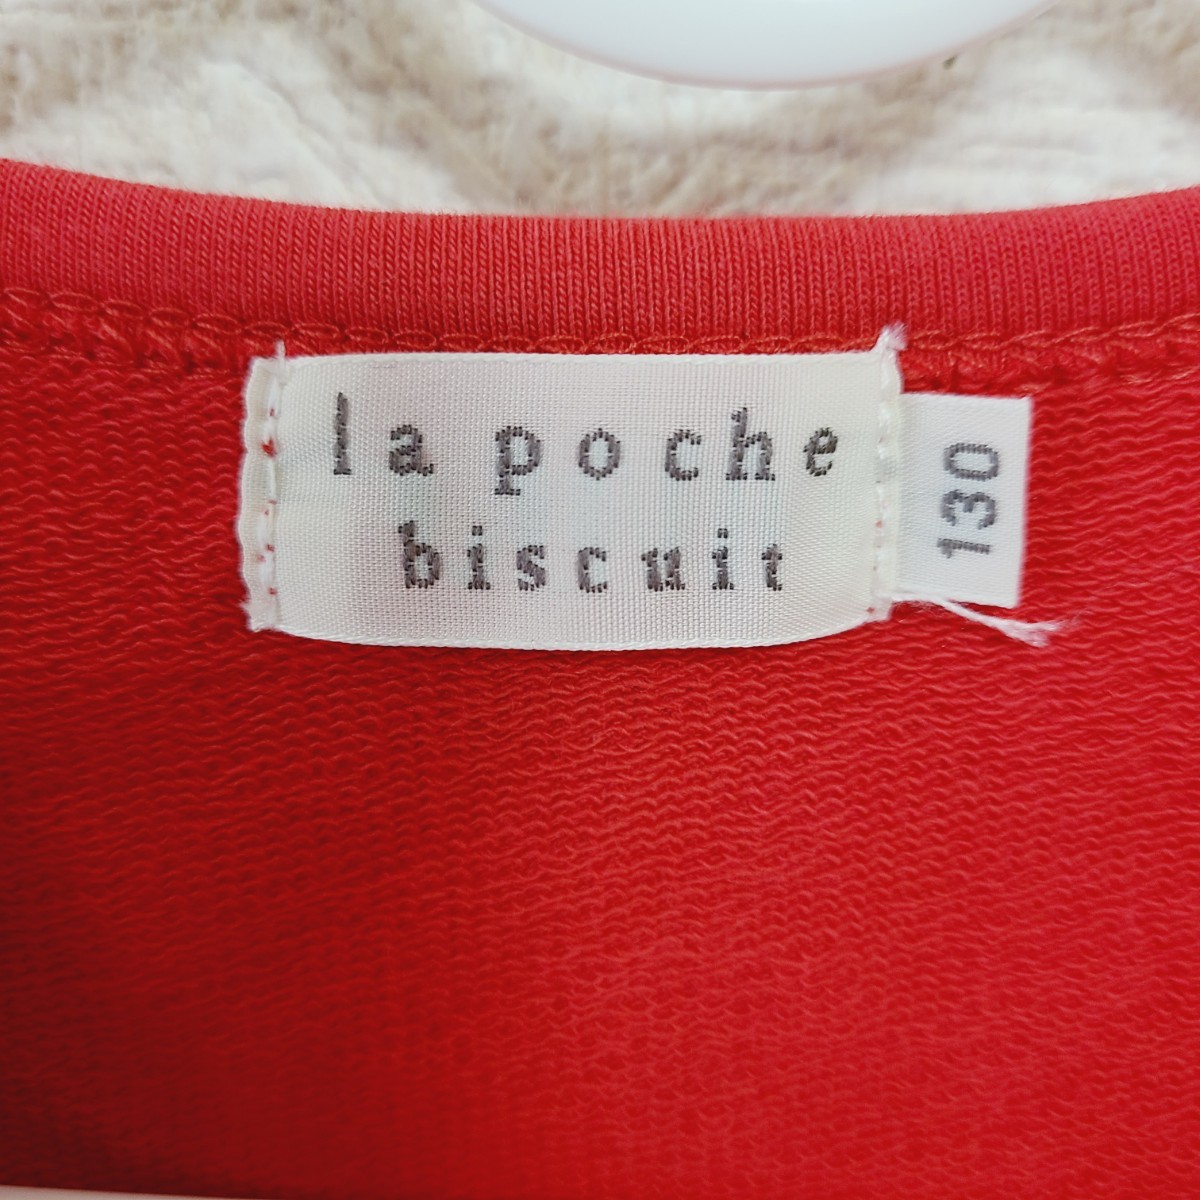 la poche
biscuit
130